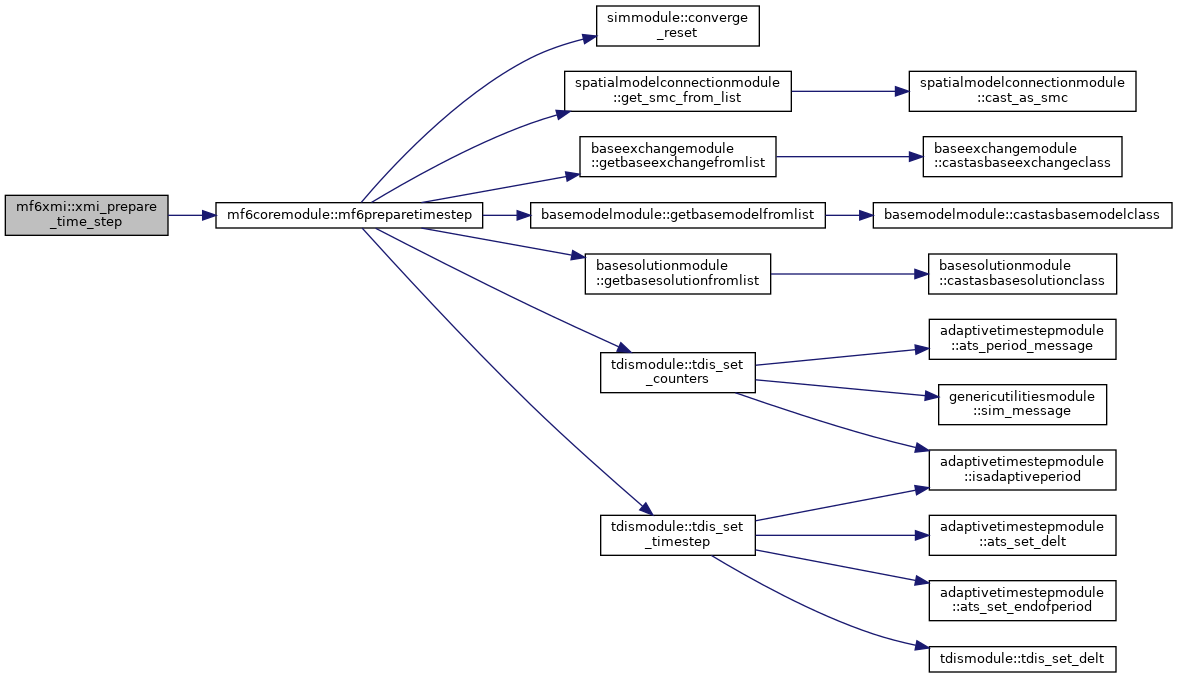 mf6xmi::xmi_prepare
_time_step
mf6coremodule::mf6preparetimestep
simmodule::converge
_reset
spatialmodelconnectionmodule
::get_smc_from_list
spatialmodelconnectionmodule
::cast_as_smc
baseexchangemodule
::getbaseexchangefromlist
baseexchangemodule
::castasbaseexchangeclass
basemodelmodule::getbasemodelfromlist
basemodelmodule::castasbasemodelclass
basesolutionmodule
::getbasesolutionfromlist
basesolutionmodule
::castasbasesolutionclass
tdismodule::tdis_set
_counters
adaptivetimestepmodule
::ats_period_message
genericutilitiesmodule
::sim_message
adaptivetimestepmodule
::isadaptiveperiod
tdismodule::tdis_set
_timestep
adaptivetimestepmodule
::ats_set_delt
adaptivetimestepmodule
::ats_set_endofperiod
tdismodule::tdis_set_delt